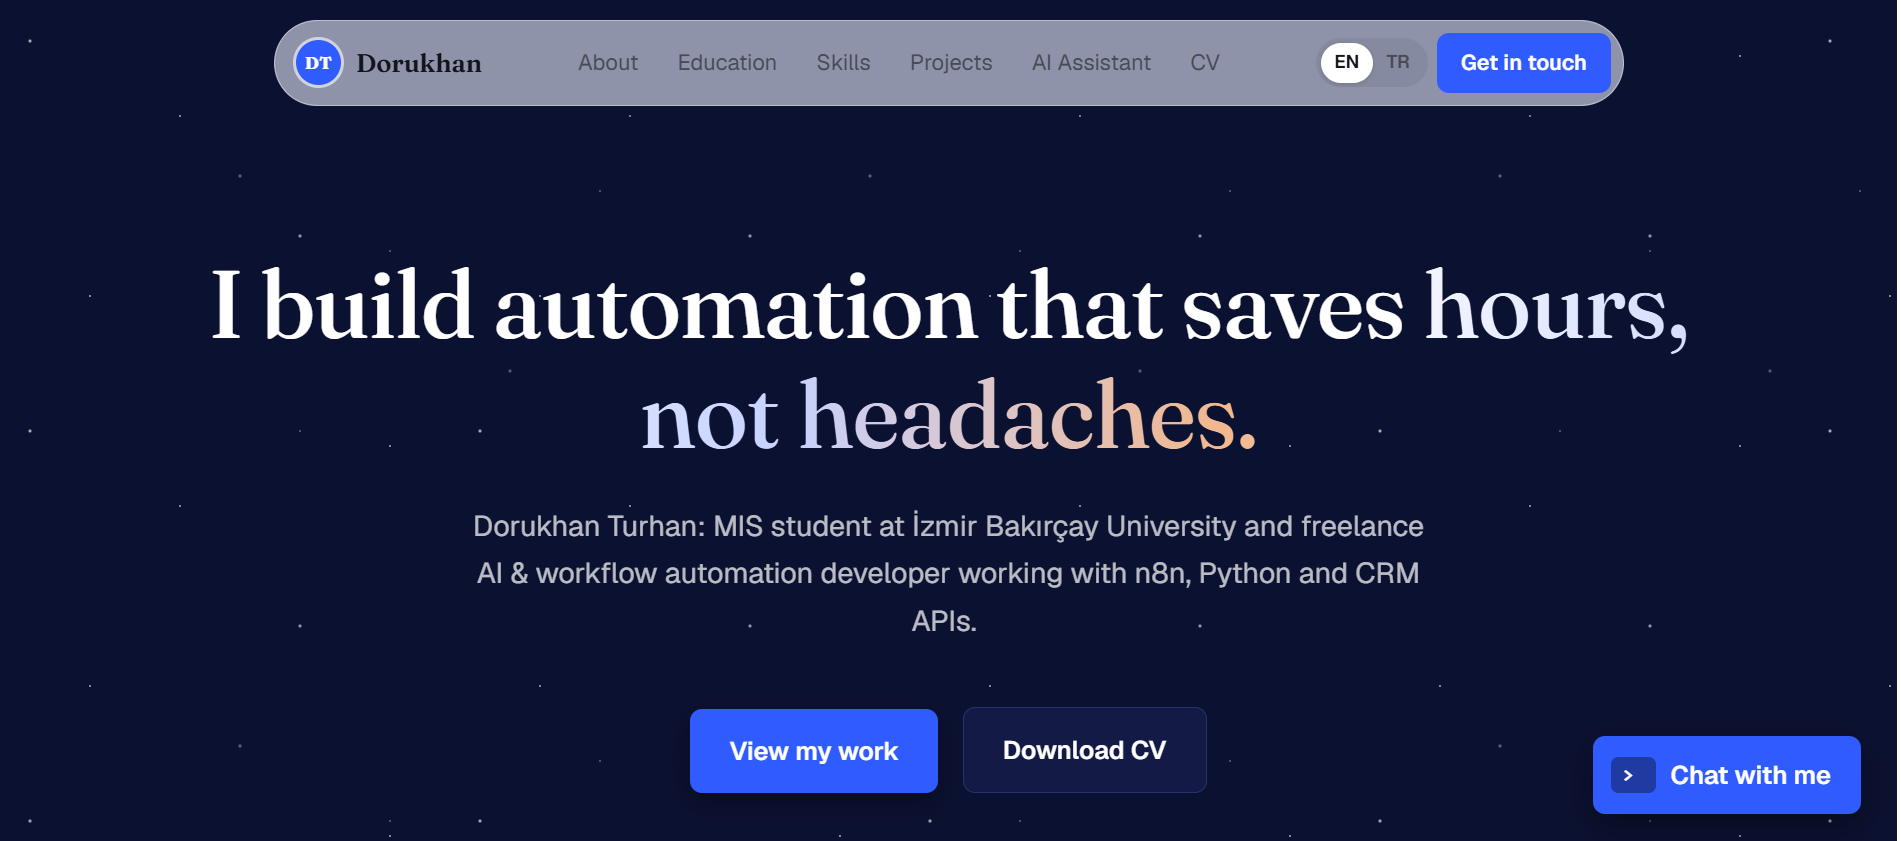 DT Dorukhan About Education Skills Projects AI Assistant CV EN TR Get in touch
I build automation that saves hours,
not headaches.
Dorukhan Turhan: MIS student at İzmir Bakırçay University and freelance
AI & workflow automation developer working with n8n, Python and CRM
APIs.
View my work Download CV
> Chat with me